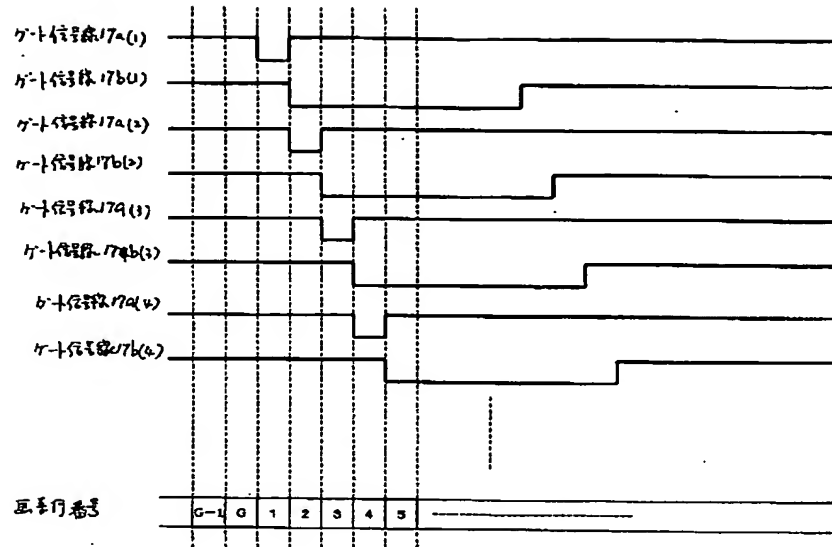 ゲート信号線17a(1)
ゲート信号線17b(1)
ゲート信号線17a(2)
ゲート信号線17b(2)
ゲート信号線17a(3)
ゲート信号線17b(3)
ゲート信号線17a(4)
ゲート信号線17b(4)
画素行番号 G-1 G 1 2 3 4 5